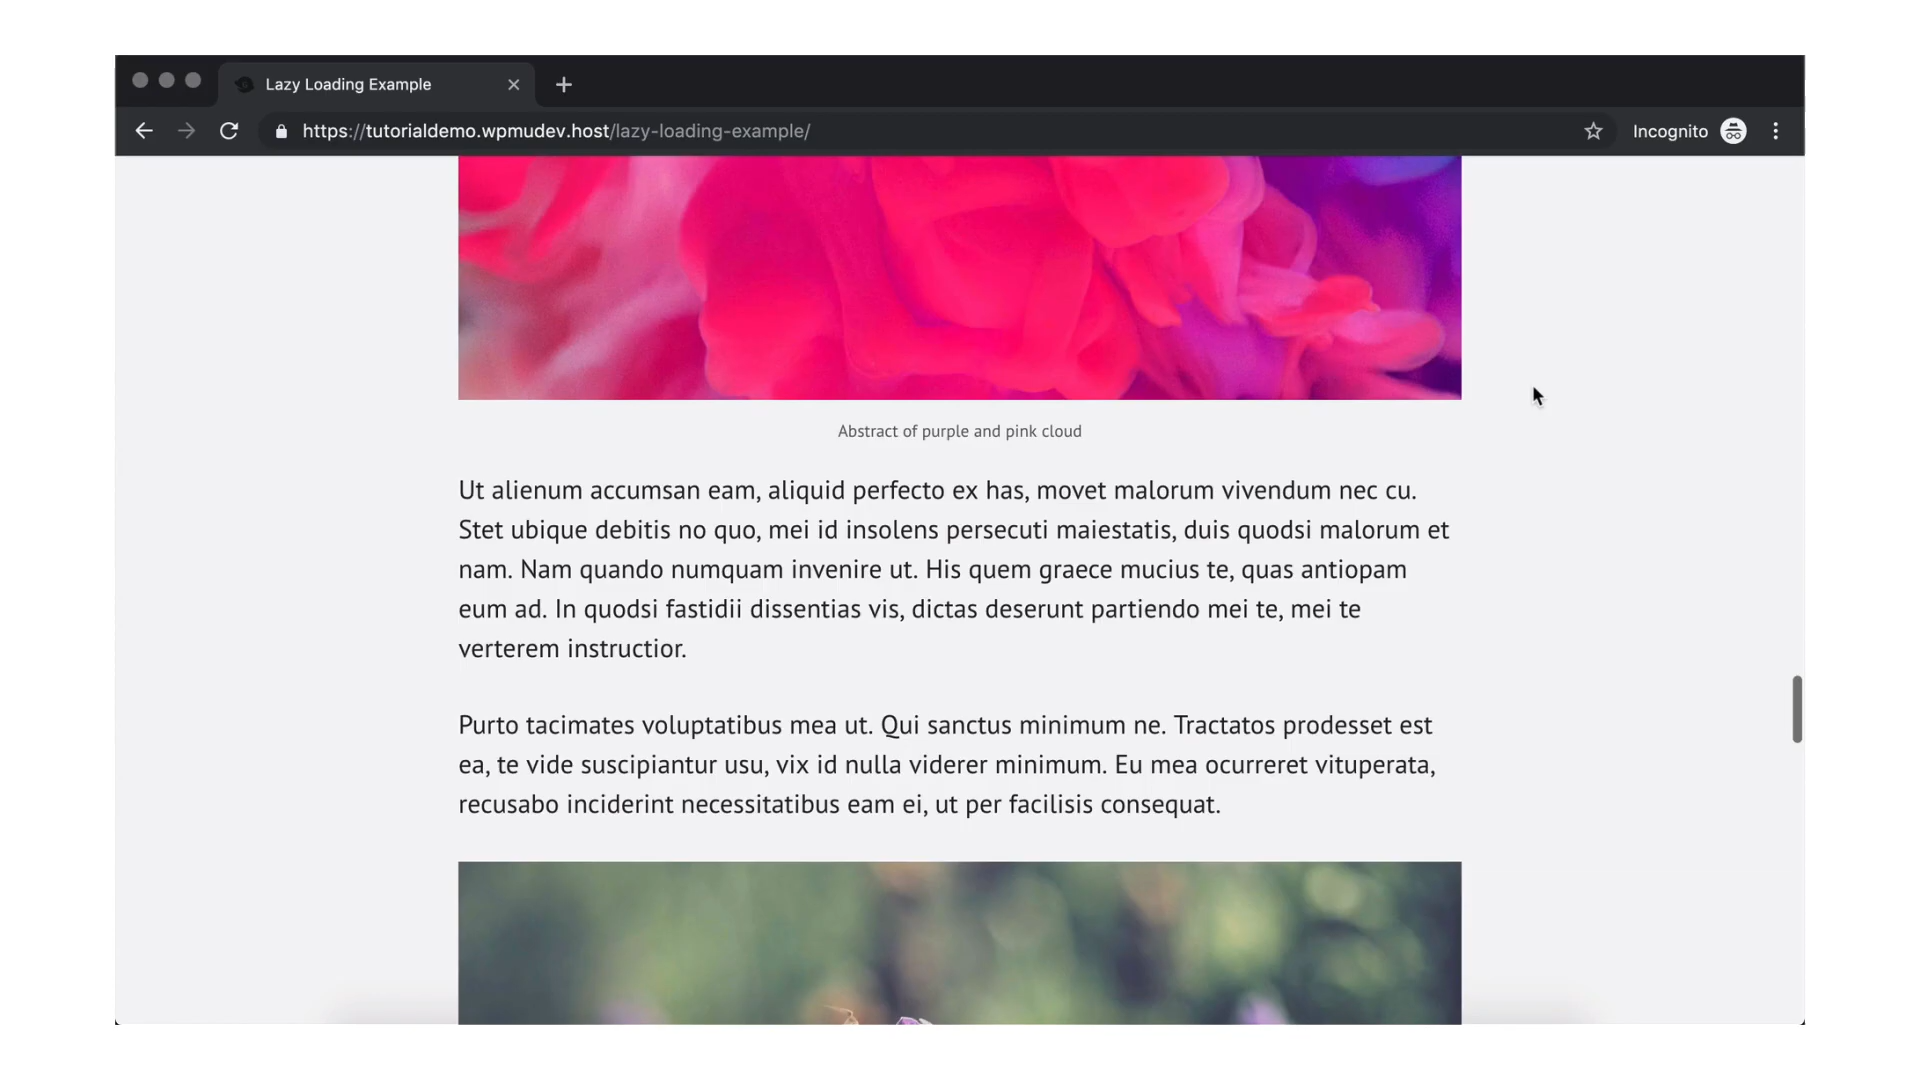 Lazy Loading Example
https://tutorialdemo.wpmudev.host/lazy-loading-example/
Incognito
Abstract of purple and pink cloud
Ut alienum accumsan eam, aliquid perfecto ex has, movet malorum vivendum nec cu.
Stet ubique debitis no quo, mei id insolens persecuti maiestatis, duis quodsi malorum et
nam. Nam quando numquam invenire ut. His quem graece mucius te, quas antiopam
eum ad. In quodsi fastidii dissentias vis, dictas deserunt partiendo mei te, mei te
verterem instructior.
Purto tacimates voluptatibus mea ut. Qui sanctus minimum ne. Tractatos prodesset est
ea, te vide suscipiantur usu, vix id nulla viderer minimum. Eu mea ocurreret vituperata,
recusabo inciderint necessitatibus eam ei, ut per facilisis consequat.